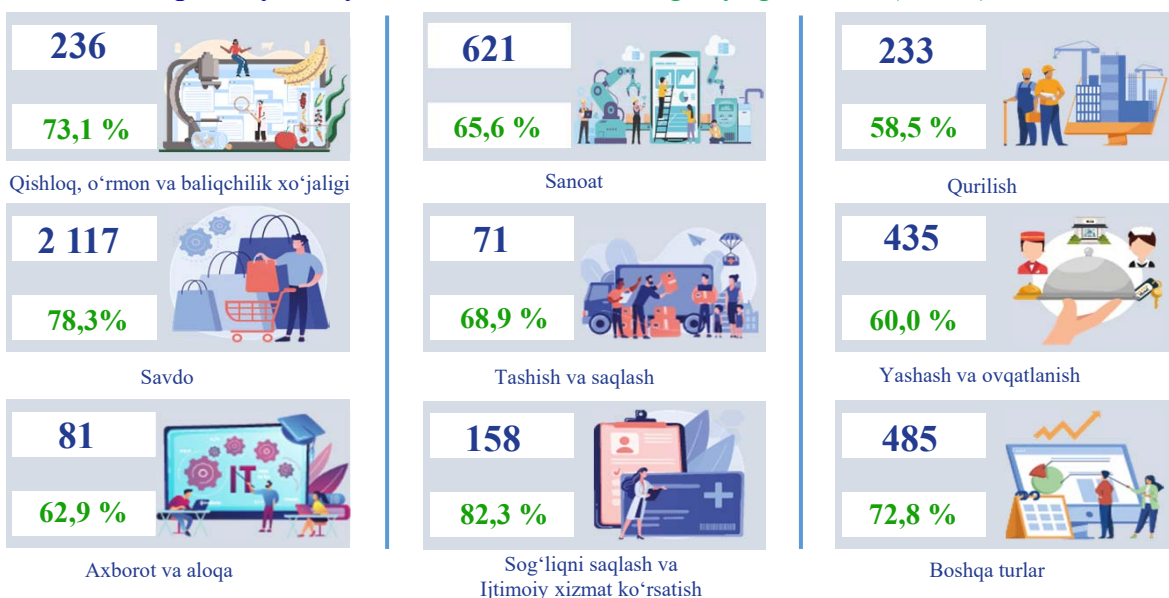 236
73,1 %
Qishloq, o‘rmon va baliqchilik xo‘jaligi
621
65,6 %
Sanoat
233
58,5 %
Qurilish
2 117
78,3%
Savdo
71
68,9 %
Tashish va saqlash
435
60,0 %
Yashash va ovqatlanish
81
62,9 %
IT
Axborot va aloqa
158
82,3 %
Sog‘liqni saqlash va
Ijtimoiy xizmat ko‘rsatish
485
72,8 %
Boshqa turlar